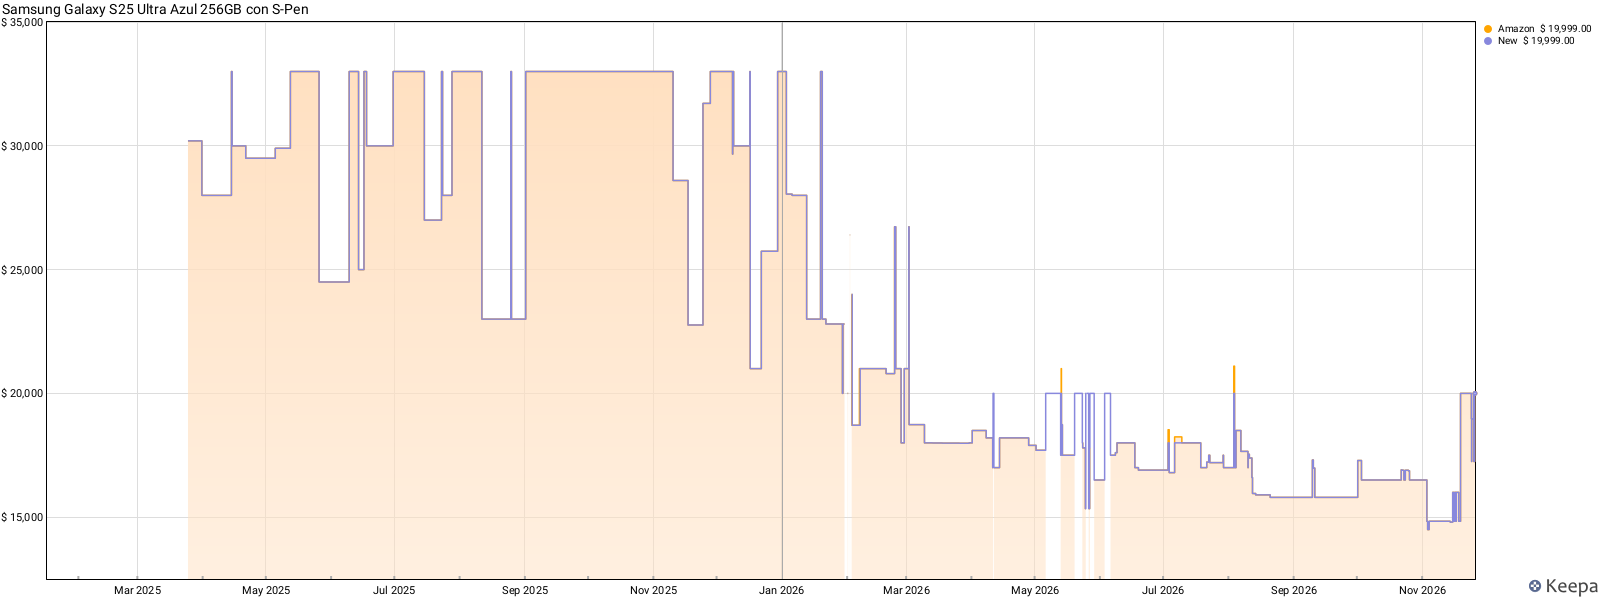 Samsung Galaxy S25 Ultra Azul 256GB con S-Pen
$ 35,000
Amazon $ 19,999.00
New $ 19,999.00
$ 30,000
$ 25,000
$ 20,000
$ 15,000
Mar 2025 May 2025 Jul 2025 Sep 2025 Nov 2025 Jan 2026 Mar 2026 May 2026 Jul 2026 Sep 2026 Nov 2026
Keepa